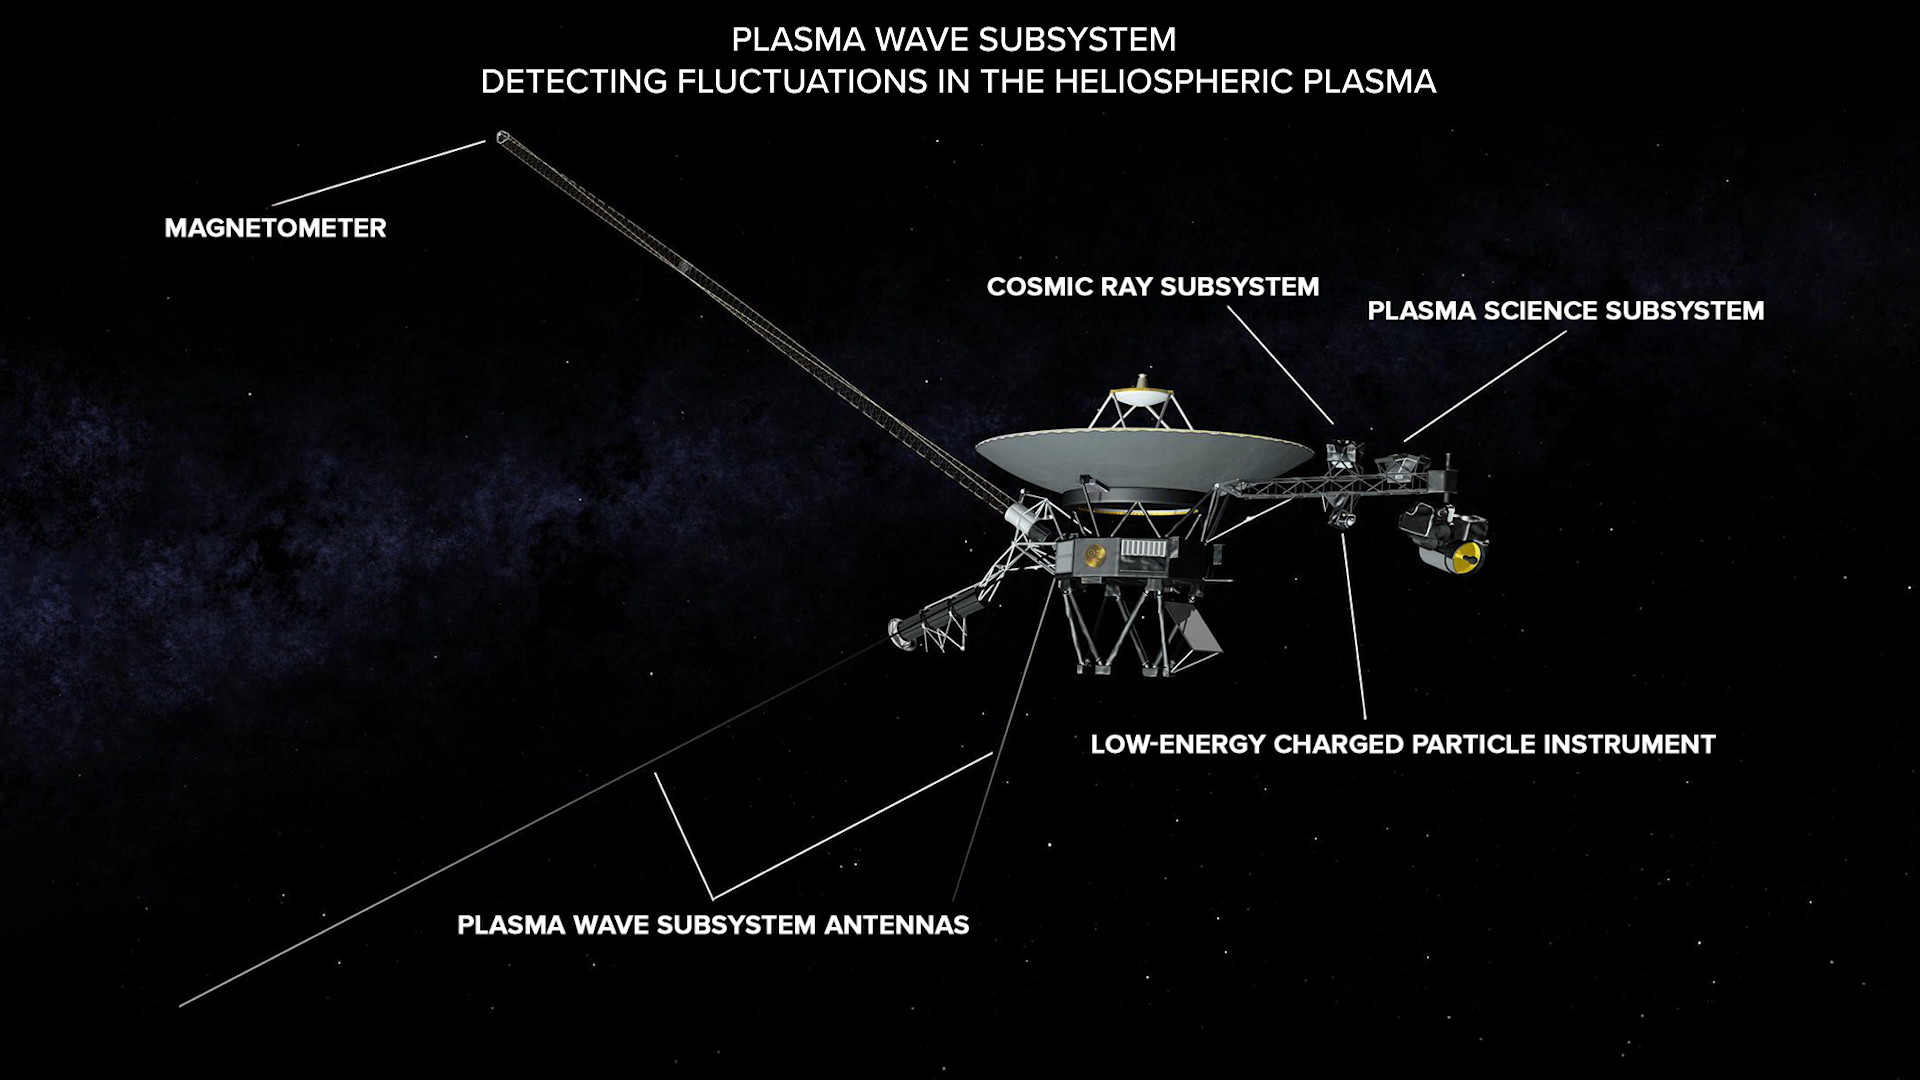 PLASMA WAVE SUBSYSTEM
DETECTING FLUCTUATIONS IN THE HELIOSPHERIC PLASMA
MAGNETOMETER
COSMIC RAY SUBSYSTEM
PLASMA SCIENCE SUBSYSTEM
LOW-ENERGY CHARGED PARTICLE INSTRUMENT
PLASMA WAVE SUBSYSTEM ANTENNAS